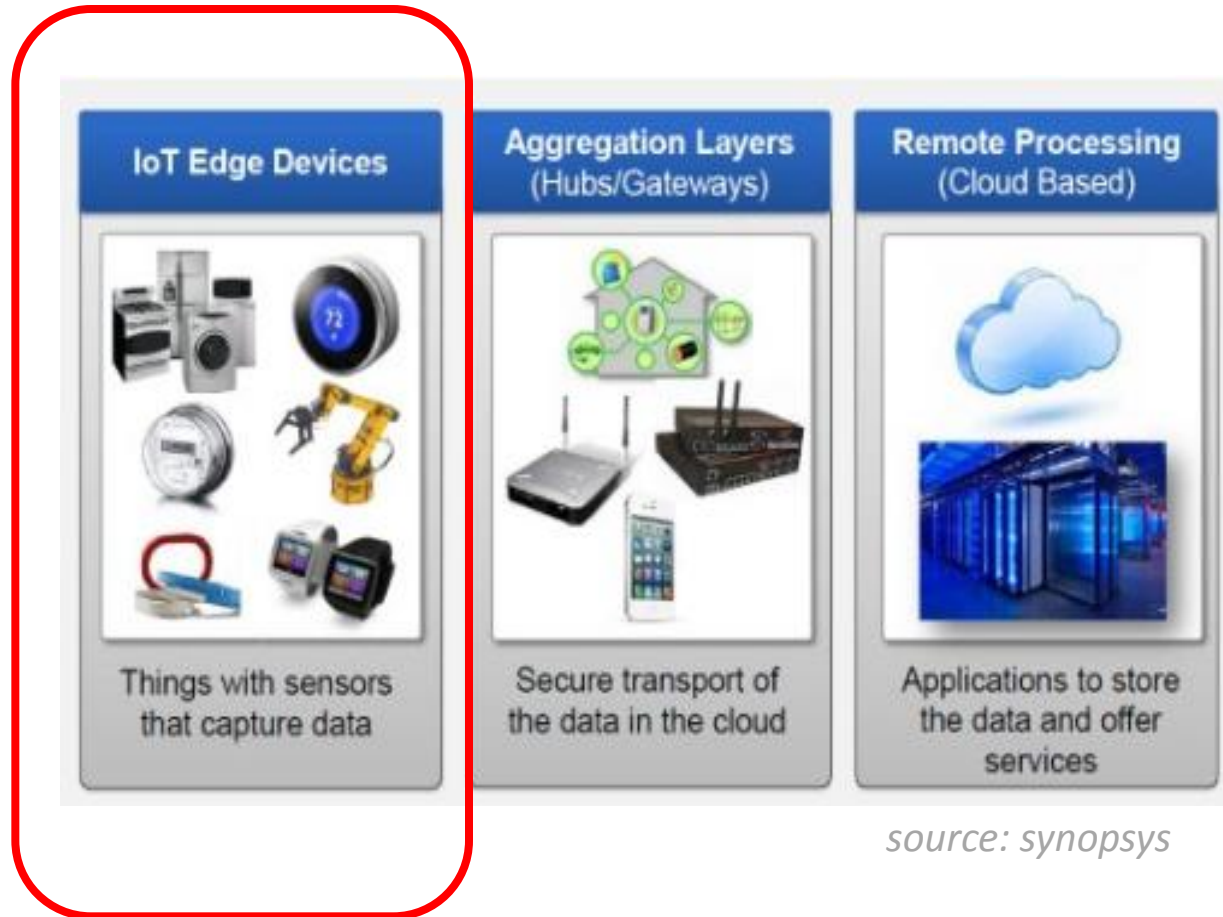 IoT Edge Devices
72
Things with sensors
that capture data
Aggregation Layers
(Hubs/Gateways)
Secure transport of
the data in the cloud
Remote Processing
(Cloud Based)
Applications to store
the data and offer
services
source: synopsys